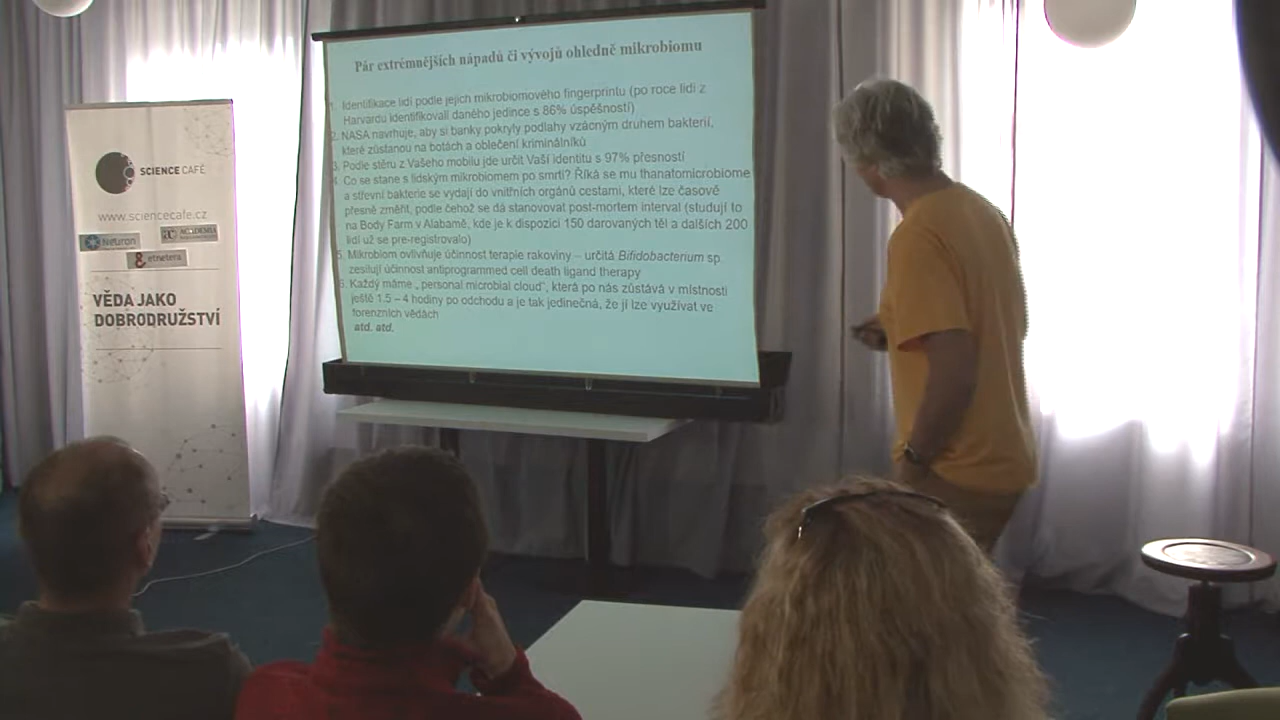 SCIENCE CAFÉ
www.sciencecafe.cz
Neuron
ACADEMIA
etnetera
VĚDA JAKO
DOBRODRUŽSTVÍ
Pár extrémnějších nápadů či vývojů ohledně mikrobiomu
1. Identifikace lidí podle jejich mikrobiomového fingerprintu (po roce lidi z
Harvardu identifikovali daného jedince s 86% úspěšností)
2. NASA navrhuje, aby si banky pokryly podlahy vzácným druhem bakterií,
které zůstanou na botách a oblečení kriminálníků
3. Podle stěru z Vašeho mobilu jde určit Vaší identitu s 97% přesností
4. Co se stane s lidským mikrobiomem po smrti? Říká se mu thanatomicrobiome
a střevní bakterie se vydají do vnitřních orgánů cestami, které lze časově
přesně změřit, podle čehož se dá stanovovat post-mortem interval (studují to
na Body Farm v Alabamě, kde je k dispozici 150 darovaných těl a dalších 200
lidí už se pre-registrovalo)
5. Mikrobiom ovlivňuje účinnost terapie rakoviny – určitá Bifidobacterium sp.
zesilují účinnost antiprogrammed cell death ligand therapy
6. Každý máme „ personal microbial cloud", která po nás zůstává v místnosti
ještě 1.5 – 4 hodiny po odchodu a je tak jedinečná, že jí lze využívat ve
forenzních vědách
atd. atd.